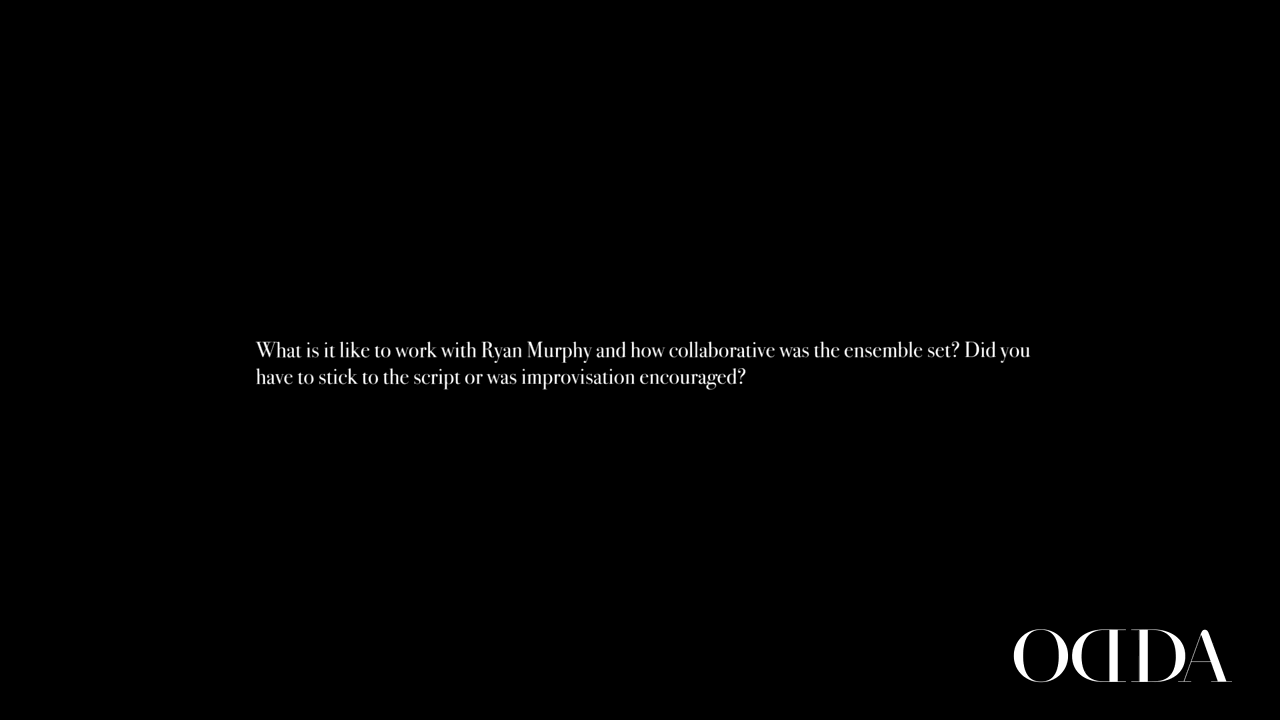 What is it like to work with Ryan Murphy and how collaborative was the ensemble set? Did you
have to stick to the script or was improvisation encouraged?
ODDA